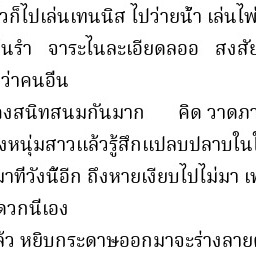 วก็ไปเล่นเทนนิส ไปว่ายน้ำ เล่นไพ่
นรำ จาระไนละเอียดลออ สงสัย
ว่าคนอื่น
งสนิทสนมกันมาก คิด วาดภา
งหนุ่มสาวแล้วรู้สึกแปลบปลาบใน
มาที่วังนี้อีก ถึงหายเงียบไปไม่มา เ
ดวกนี่เอง
ล้ว หยิบกระดาษออกมาจะร่างลาย